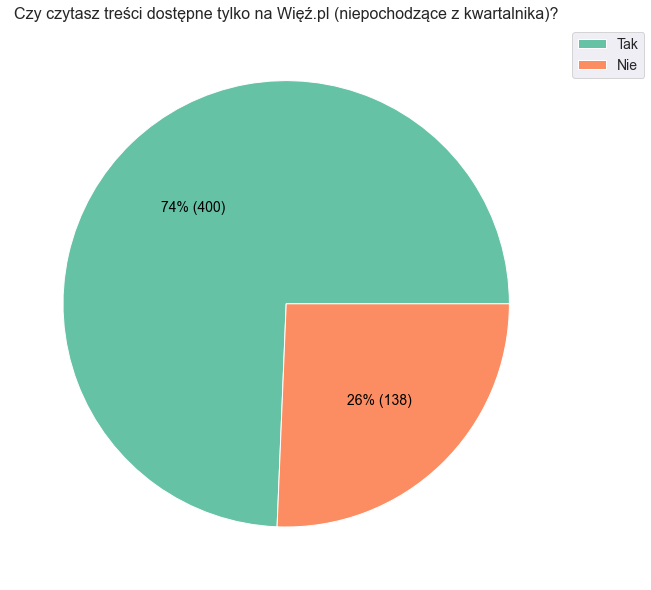 Czy czytasz treści dostępne tylko na Więź.pl (niepochodzące z kwartalnika)?
Tak
Nie
74% (400)
26% (138)